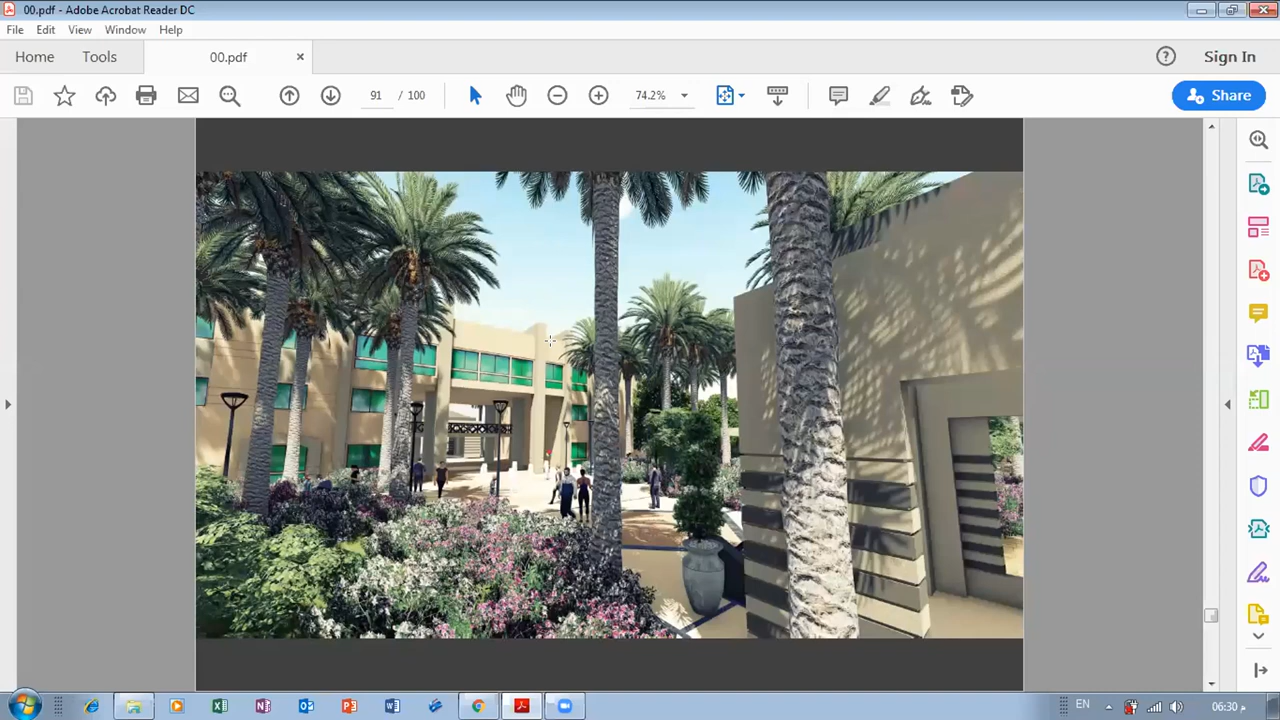 00.pdf - Adobe Acrobat Reader DC
File Edit View Window Help
Home Tools 00.pdf × Sign In
91 / 100 74.2% Share
EN 06:30 م